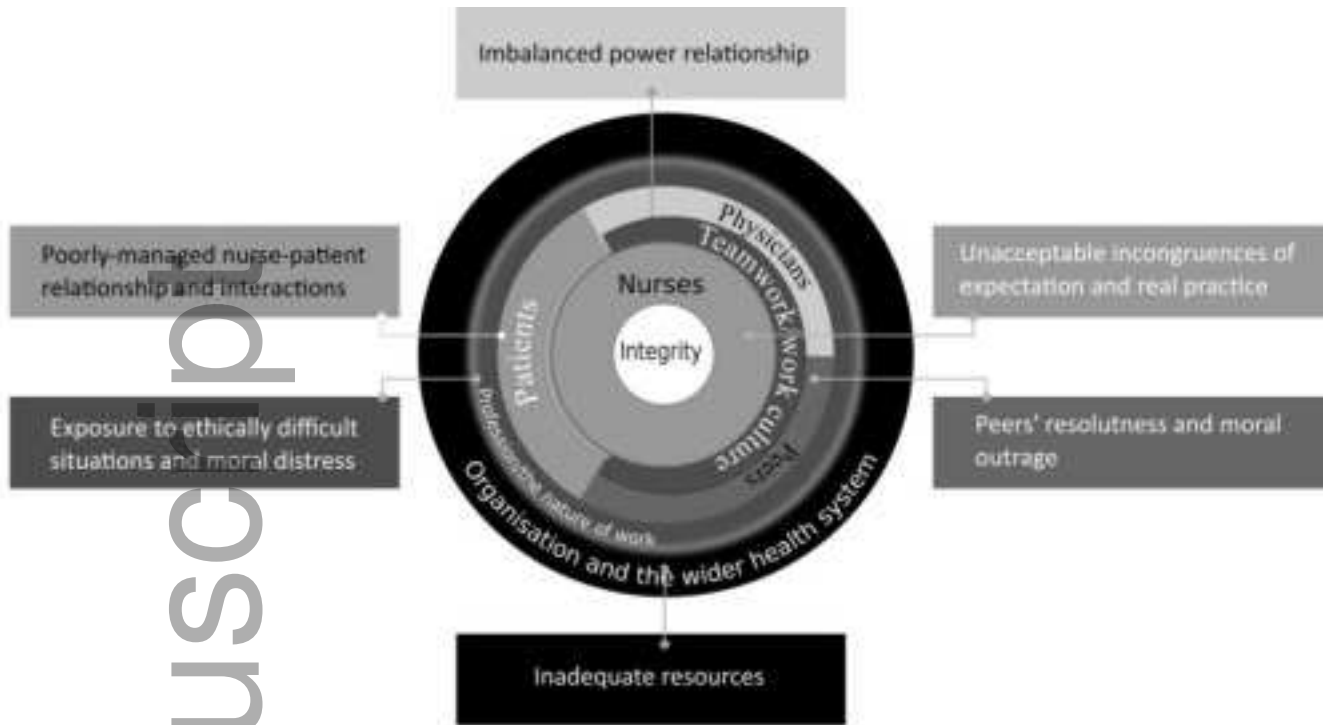 Imbalanced power relationship
Poorly-managed nurse-patient
relationship and interactions
Unacceptable incongruences of
expectation and real practice
Physicians
Teamwork/work culture
Nurses
Integrity
Patients
Peers
Exposure to ethically difficult
situations and moral distress
Peers' resolutness and moral
outrage
nature of work
Organisation and the wider health system
Inadequate resources
uscript